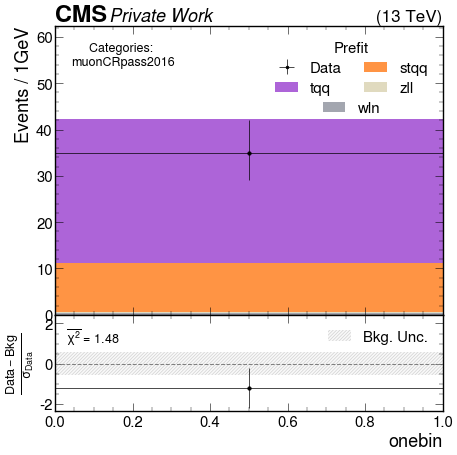 CMS Private Work (13 TeV)
Categories:
muonCRpass2016
Prefit
Data
stqq
tqq
zll
wln
Events / 1GeV
60
50
40
30
20
10
0
χ² = 1.48
Bkg. Unc.
Data − Bkg
σData
2
0
-2
0.0 0.2 0.4 0.6 0.8 1.0
onebin